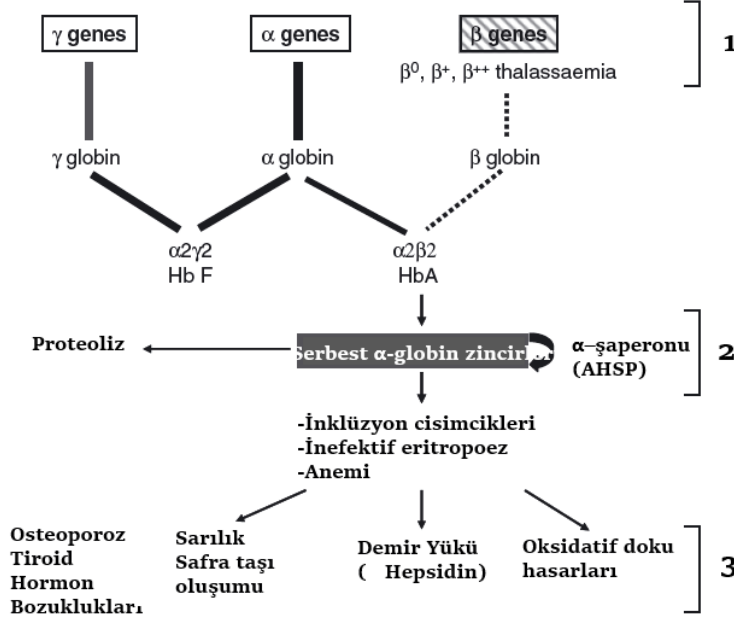 γ genes
α genes
β genes
1
β⁰, β⁺, β⁺⁺ thalassaemia
γ globin
α globin
β globin
α2γ2
Hb F
α2β2
HbA
Proteoliz
Serbest α-globin zincirleri
α–şaperonu
(AHSP)
2
-İnklüzyon cisimcikleri
-İnefektif eritropoez
-Anemi
Osteoporoz
Tiroid
Hormon
Bozuklukları
Sarılık
Safra taşı
oluşumu
Demir Yükü
( Hepsidin)
Oksidatif doku
hasarları
3